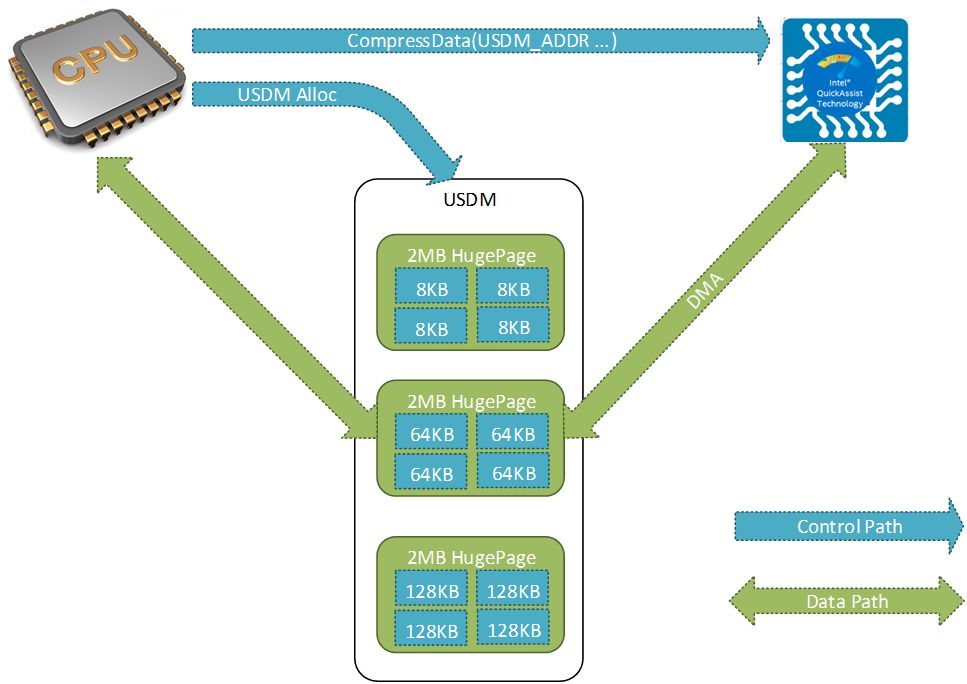 CPU
CompressData(USDM_ADDR ...)
Intel®
QuickAssist
Technology
USDM Alloc
USDM
2MB HugePage
8KB 8KB
8KB 8KB
DMA
2MB HugePage
64KB 64KB
64KB 64KB
Control Path
2MB HugePage
128KB 128KB
128KB 128KB
Data Path